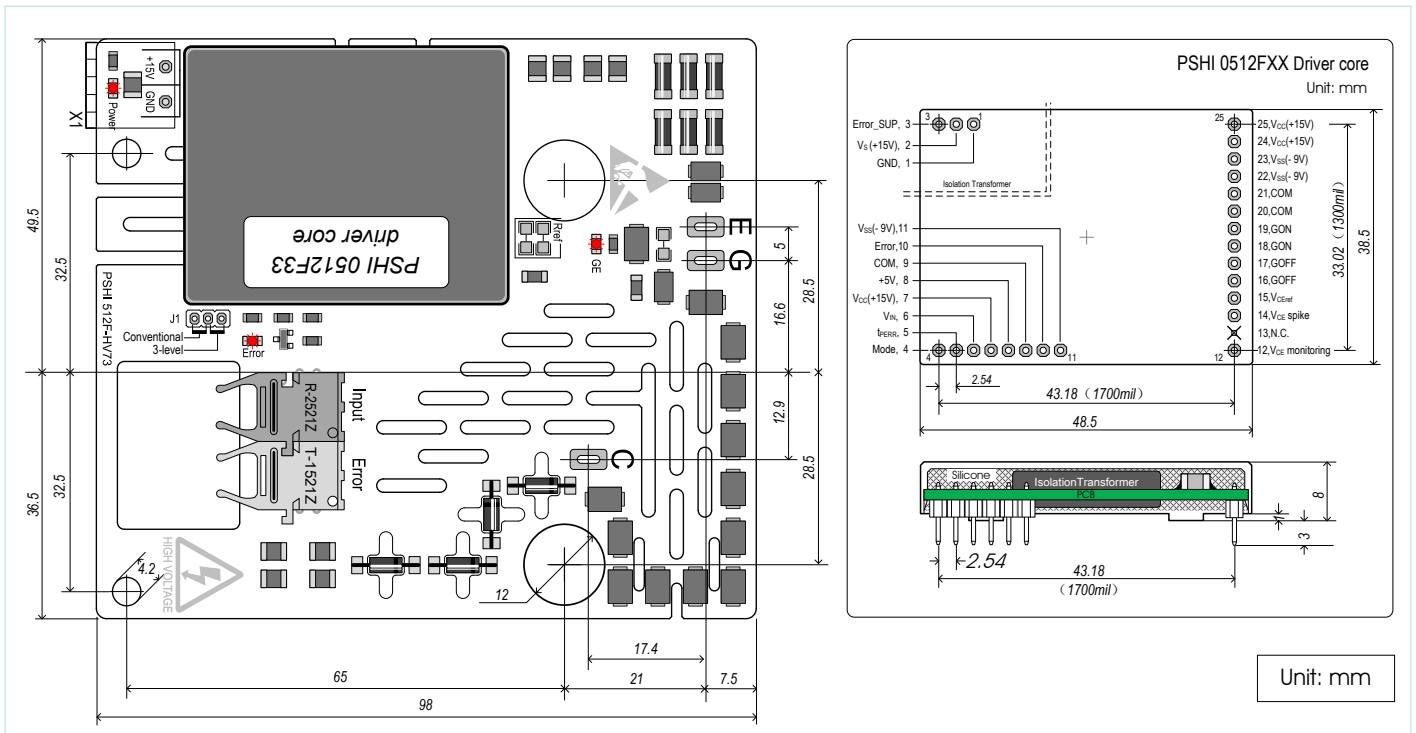 +15V
GND
Power
X1
PSHI 0512F33
driver core
Rref
GE
E
G
PSHI 512F-HV73
J1
Conventional
3-level
Error
R-2521Z
Input
T-1521Z
Error
C
HIGH VOLTAGE
49.5
32.5
36.5
32.5
4.2
12
5
16.6
28.5
12.9
28.5
17.4
65
21
7.5
98
PSHI 0512FXX Driver core
Unit: mm
Error_SUP, 3
VS (+15V), 2
GND, 1
3
1
Isolation Transformer
VSS(- 9V),11
Error,10
COM, 9
+5V, 8
VCC(+15V), 7
VIN, 6
tPERR, 5
Mode, 4
4
11
25
12
25,VCC(+15V)
24,VCC(+15V)
23,VSS(- 9V)
22,VSS(- 9V)
21,COM
20,COM
19,GON
18,GON
17,GOFF
16,GOFF
15,VCEref
14,VCE spike
13,N.C.
12,VCE monitoring
33.02（1300mil）
38.5
2.54
43.18（1700mil）
48.5
Silicone
IsolationTransformer
PCB
8
1
3
2.54
43.18
（1700mil）
Unit: mm